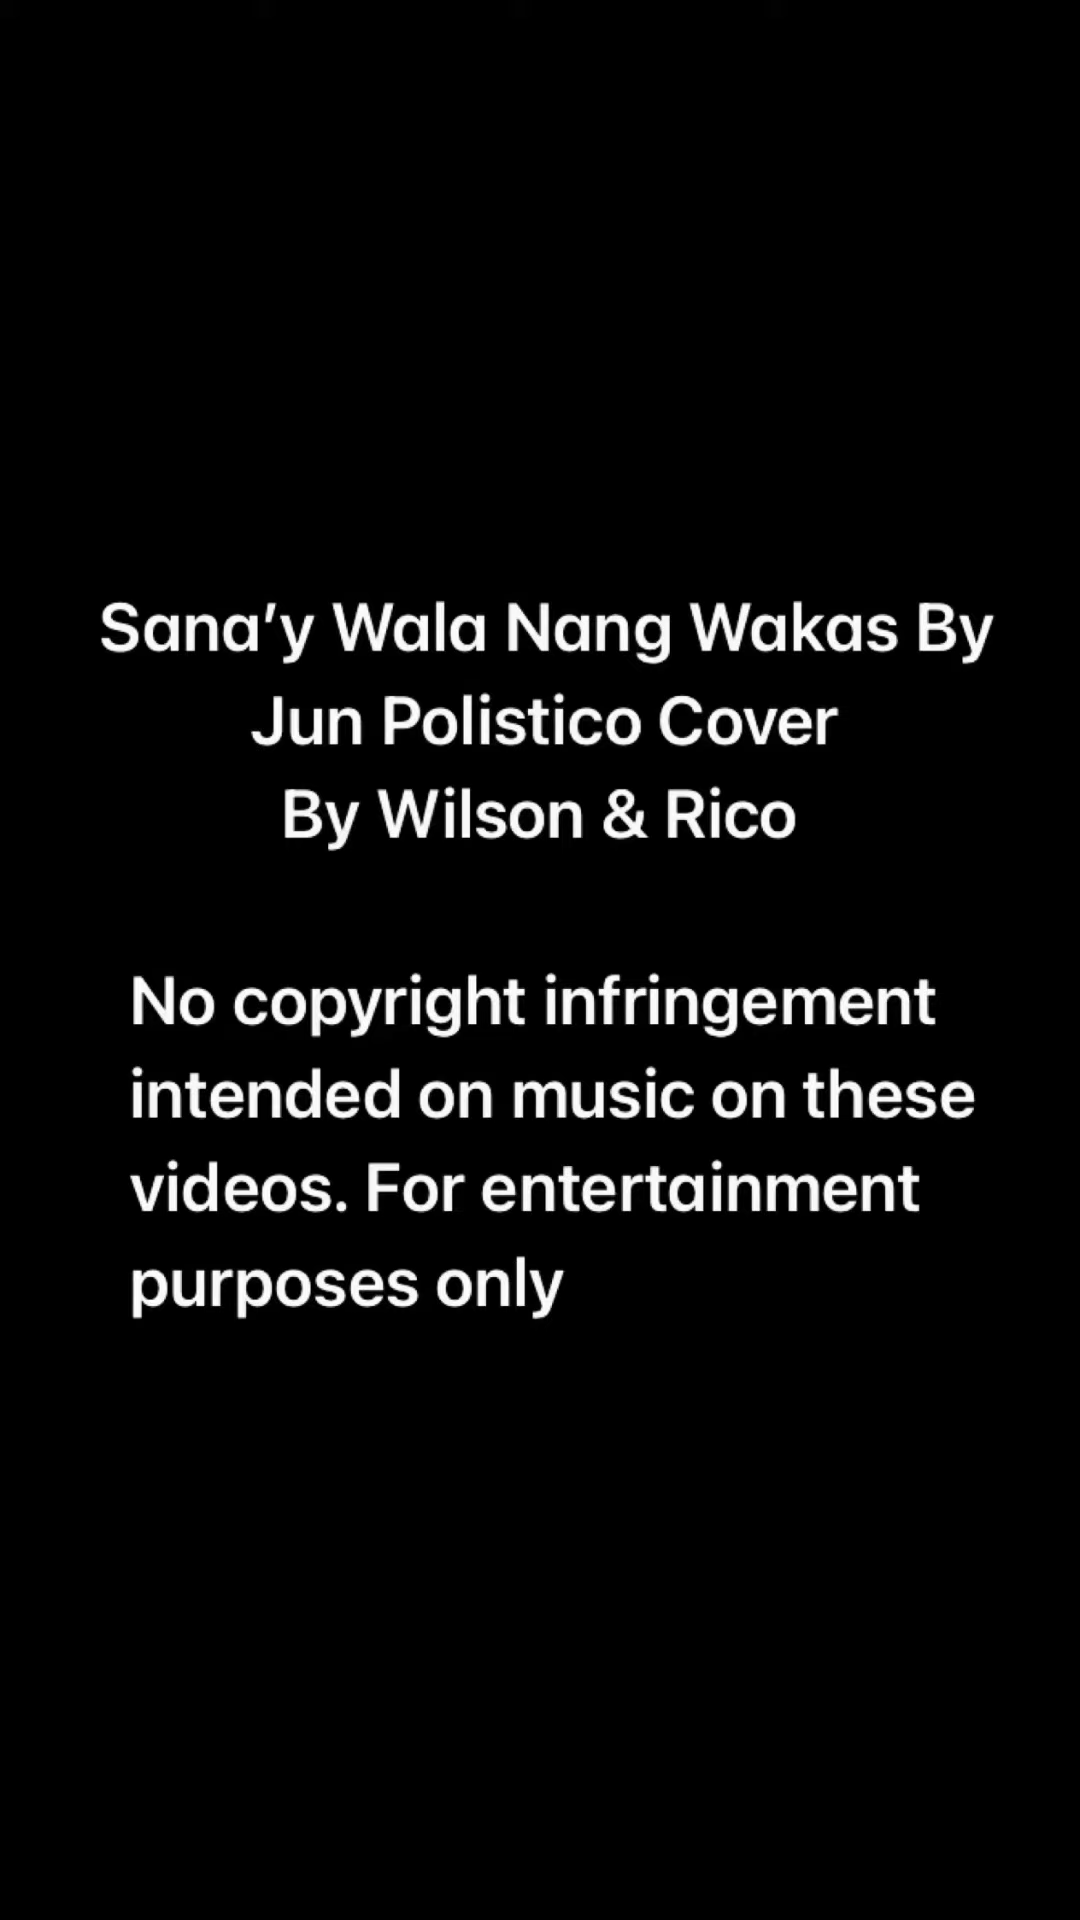 Sana’y Wala Nang Wakas By
Jun Polistico Cover
By Wilson & Rico
No copyright infringement
intended on music on these
videos. For entertainment
purposes only